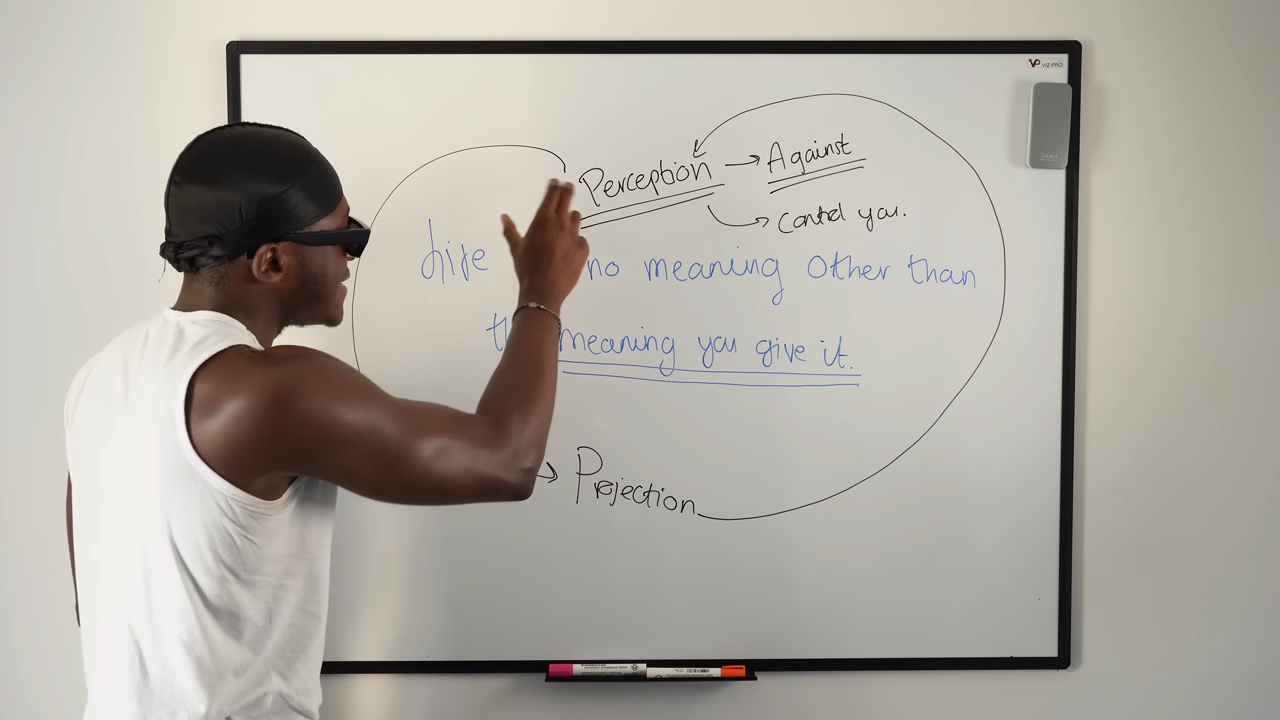 VIZ-PRO
Perception → Against
Control you.
Life no meaning other than
meaning you give it.
→ Projection